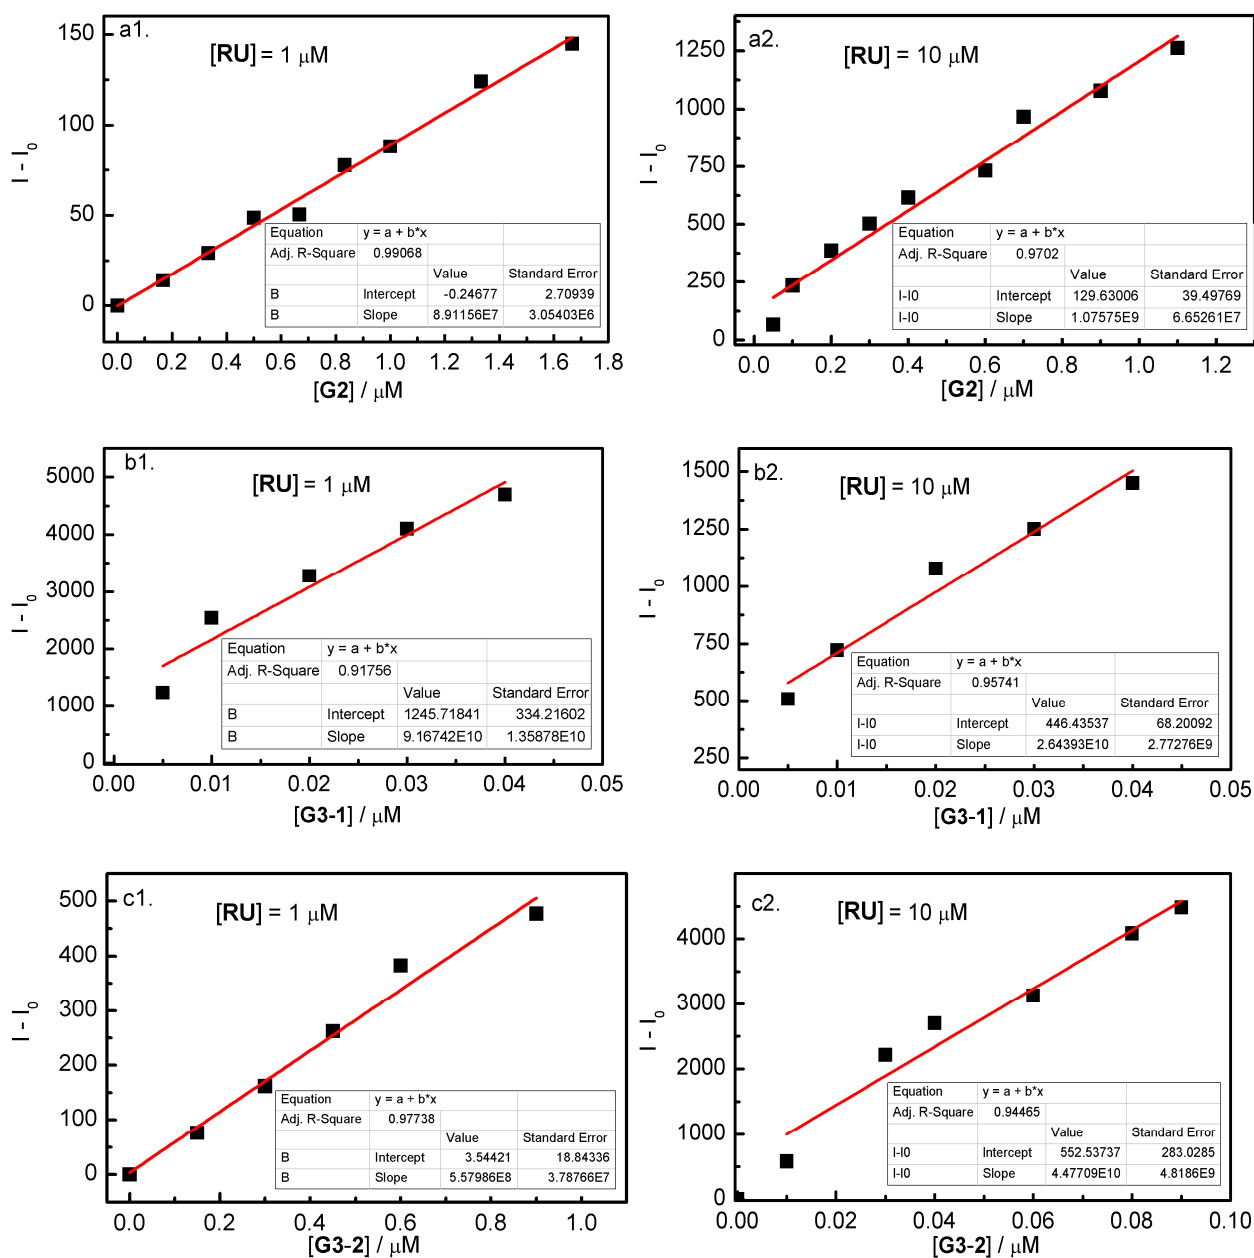 a1.
[RU] = 1 μM
150
100
50
0
I - I0
Equation y = a + b*x
Adj. R-Square 0.99068
Value Standard Error
B Intercept -0.24677 2.70939
B Slope 8.91156E7 3.05403E6
0.0 0.2 0.4 0.6 0.8 1.0 1.2 1.4 1.6 1.8
[G2] / μM
a2.
[RU] = 10 μM
1250
1000
750
500
250
0
I - I0
Equation y = a + b*x
Adj. R-Square 0.9702
Value Standard Error
I-I0 Intercept 129.63006 39.49769
I-I0 Slope 1.07575E9 6.65261E7
0.0 0.2 0.4 0.6 0.8 1.0 1.2
[G2] / μM
b1.
[RU] = 1 μM
5000
4000
3000
2000
1000
0
I - I0
Equation y = a + b*x
Adj. R-Square 0.91756
Value Standard Error
B Intercept 1245.71841 334.21602
B Slope 9.16742E10 1.35878E10
0.00 0.01 0.02 0.03 0.04 0.05
[G3-1] / μM
b2.
[RU] = 10 μM
1500
1250
1000
750
500
250
I - I0
Equation y = a + b*x
Adj. R-Square 0.95741
Value Standard Error
I-I0 Intercept 446.43537 68.20092
I-I0 Slope 2.64393E10 2.77276E9
0.00 0.01 0.02 0.03 0.04 0.05
[G3-1] / μM
c1.
[RU] = 1 μM
500
400
300
200
100
0
I - I0
Equation y = a + b*x
Adj. R-Square 0.97738
Value Standard Error
B Intercept 3.54421 18.84336
B Slope 5.57986E8 3.78766E7
0.0 0.2 0.4 0.6 0.8 1.0
[G3-2] / μM
c2.
[RU] = 10 μM
4000
3000
2000
1000
0
I - I0
Equation y = a + b*x
Adj. R-Square 0.94465
Value Standard Error
I-I0 Intercept 552.53737 283.0285
I-I0 Slope 4.47709E10 4.8186E9
0.00 0.02 0.04 0.06 0.08 0.10
[G3-2] / μM